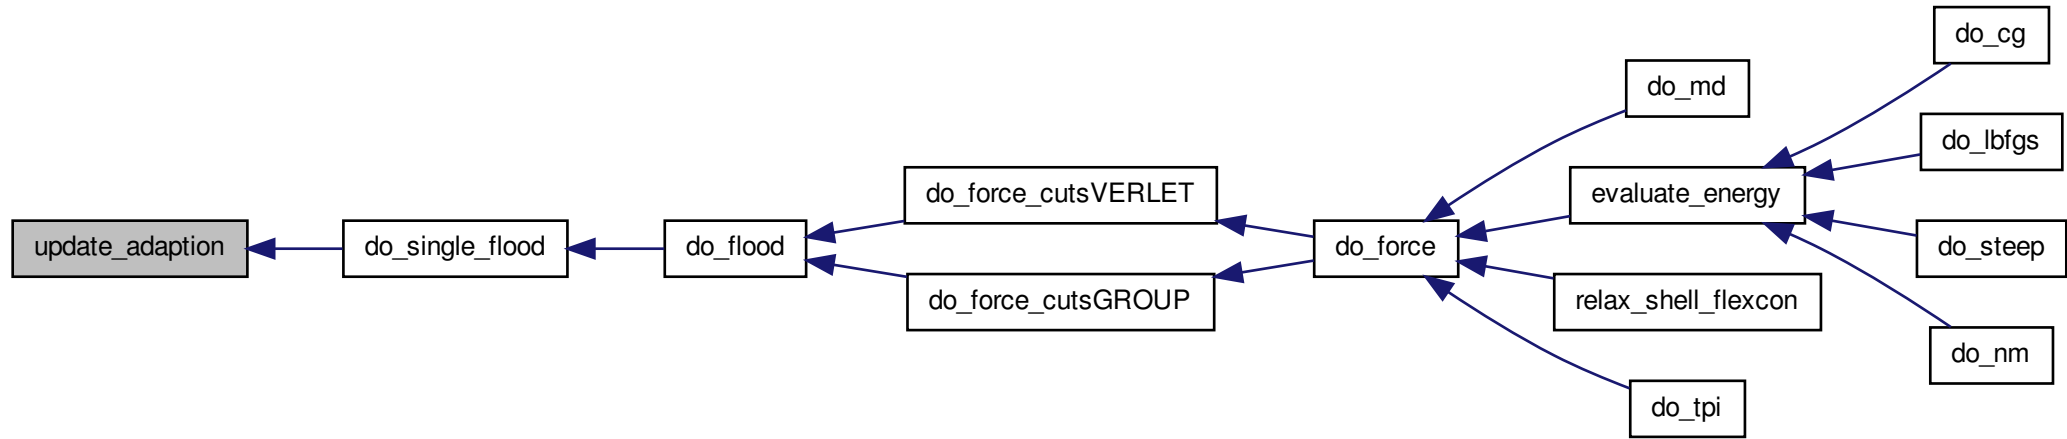 update_adaption
do_single_flood
do_flood
do_force_cutsVERLET
do_force_cutsGROUP
do_force
do_md
evaluate_energy
relax_shell_flexcon
do_tpi
do_cg
do_lbfgs
do_steep
do_nm